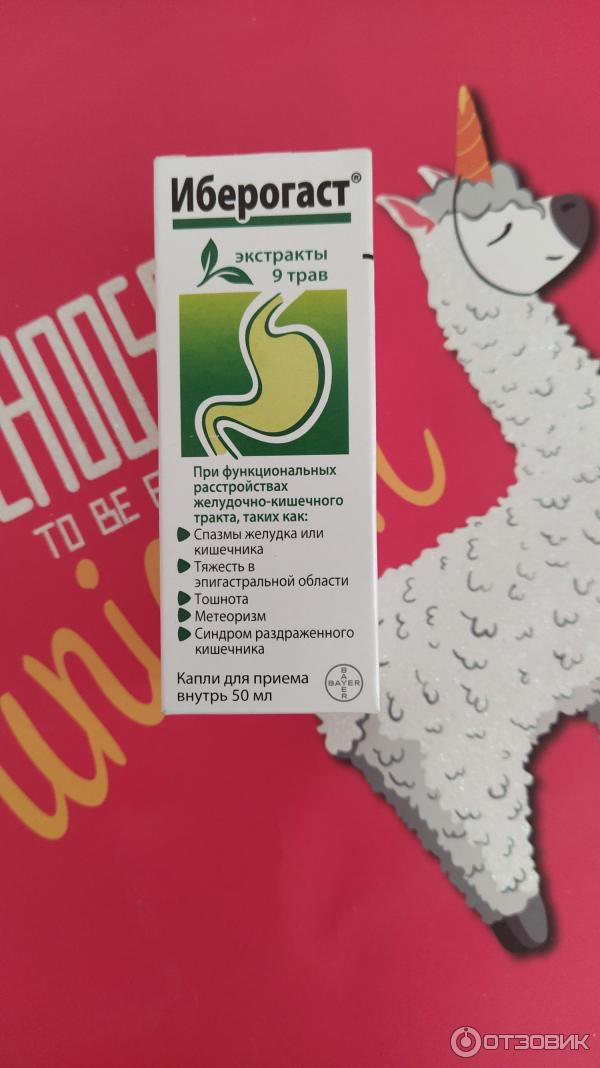 Иберогаст®
экстракты
9 трав
При функциональных
расстройствах
желудочно-кишечного
тракта, таких как:
Спазмы желудка или
кишечника
Тяжесть в
эпигастральной области
Тошнота
Метеоризм
Синдром раздраженного
кишечника
Капли для приема
внутрь 50 мл
BAYER
BAYER
TO BE
ОТЗОВИК